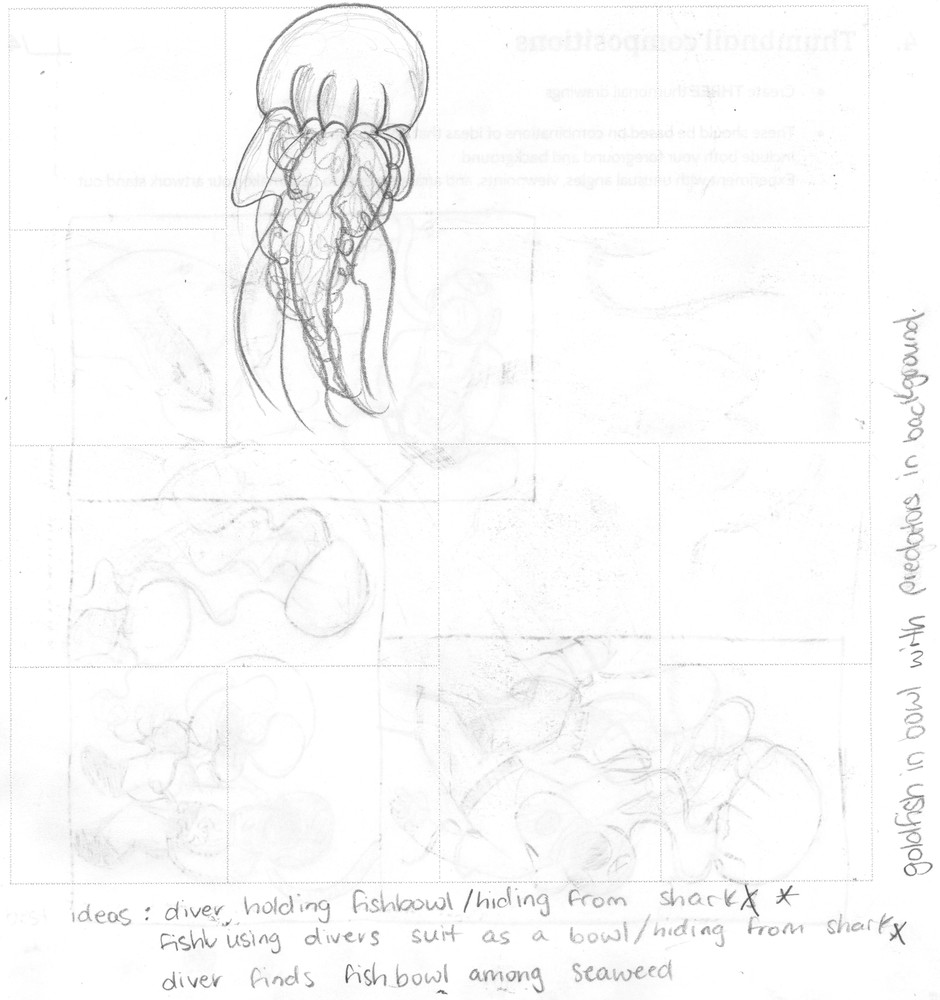 4. Thumbnail compositions
Create THREE thumbnail drawings
These should be based on combinations of ideas that
Include both your foreground and background
Experiment with unusual angles, viewpoints, and your artwork stand out
goldfish in bowl with predators in background.
ideas: diver holding fishbowl/hiding from shark X *
fish using divers suit as a bowl/hiding from shark X
diver finds fishbowl among seaweed